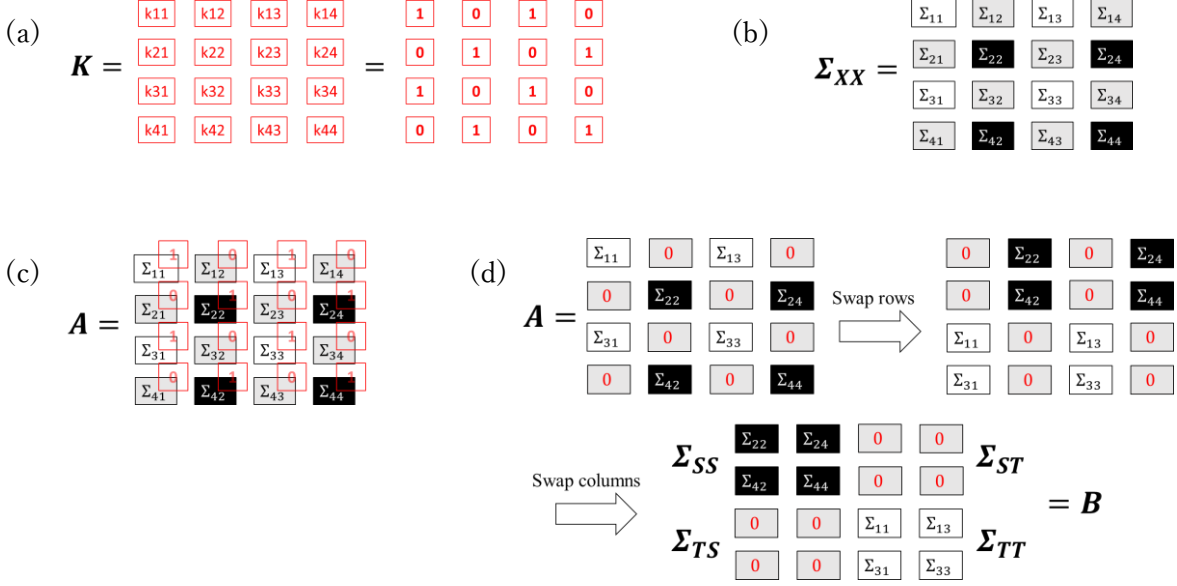 (a)
K = k11 k12 k13 k14 = 1 0 1 0
k21 k22 k23 k24 0 1 0 1
k31 k32 k33 k34 1 0 1 0
k41 k42 k43 k44 0 1 0 1
(b)
Σ_XX = Σ₁₁ Σ₁₂ Σ₁₃ Σ₁₄
Σ₂₁ Σ₂₂ Σ₂₃ Σ₂₄
Σ₃₁ Σ₃₂ Σ₃₃ Σ₃₄
Σ₄₁ Σ₄₂ Σ₄₃ Σ₄₄
(c)
A =
1 0 1 0
Σ₁₁ Σ₁₂ Σ₁₃ Σ₁₄
0 1 0 1
Σ₂₁ Σ₂₂ Σ₂₃ Σ₂₄
1 0 1 0
Σ₃₁ Σ₃₂ Σ₃₃ Σ₃₄
0 1 0 1
Σ₄₁ Σ₄₂ Σ₄₃ Σ₄₄
(d)
A =
Σ₁₁ 0 Σ₁₃ 0
0 Σ₂₂ 0 Σ₂₄
Σ₃₁ 0 Σ₃₃ 0
0 Σ₄₂ 0 Σ₄₄
Swap rows
0 Σ₂₂ 0 Σ₂₄
0 Σ₄₂ 0 Σ₄₄
Σ₁₁ 0 Σ₁₃ 0
Σ₃₁ 0 Σ₃₃ 0
Swap columns
Σ_SS Σ₂₂ Σ₂₄ 0 0 Σ_ST
Σ₄₂ Σ₄₄ 0 0
Σ_TS 0 0 Σ₁₁ Σ₁₃ Σ_TT
0 0 Σ₃₁ Σ₃₃
= B